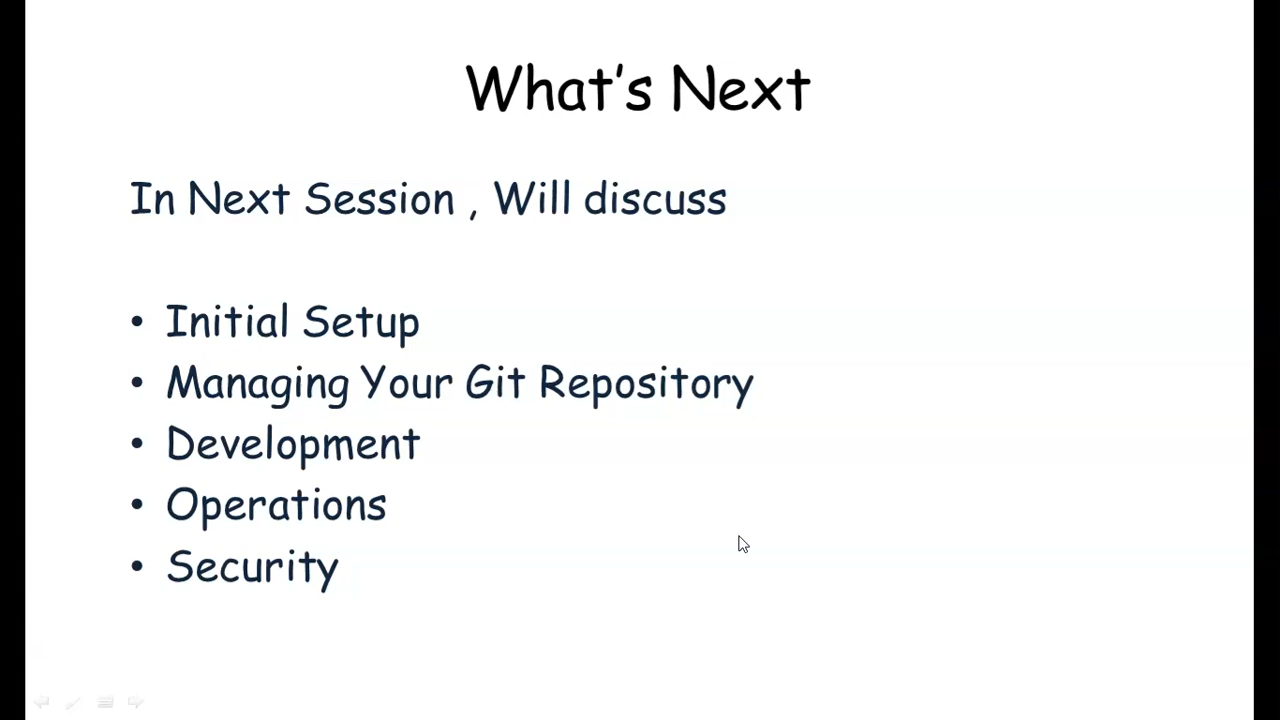 What's Next
In Next Session , Will discuss
• Initial Setup
• Managing Your Git Repository
• Development
• Operations
• Security